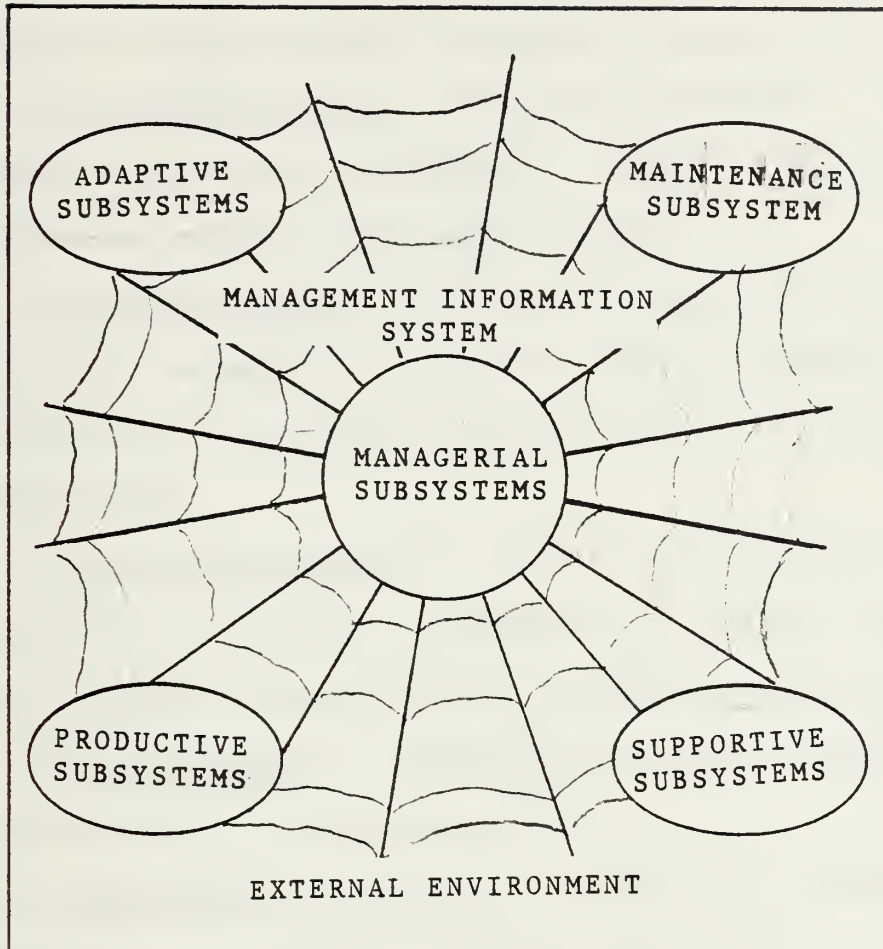 ADAPTIVE
SUBSYSTEMS
MAINTENANCE
SUBSYSTEM
MANAGEMENT INFORMATION
SYSTEM
MANAGERIAL
SUBSYSTEMS
PRODUCTIVE
SUBSYSTEMS
SUPPORTIVE
SUBSYSTEMS
EXTERNAL ENVIRONMENT